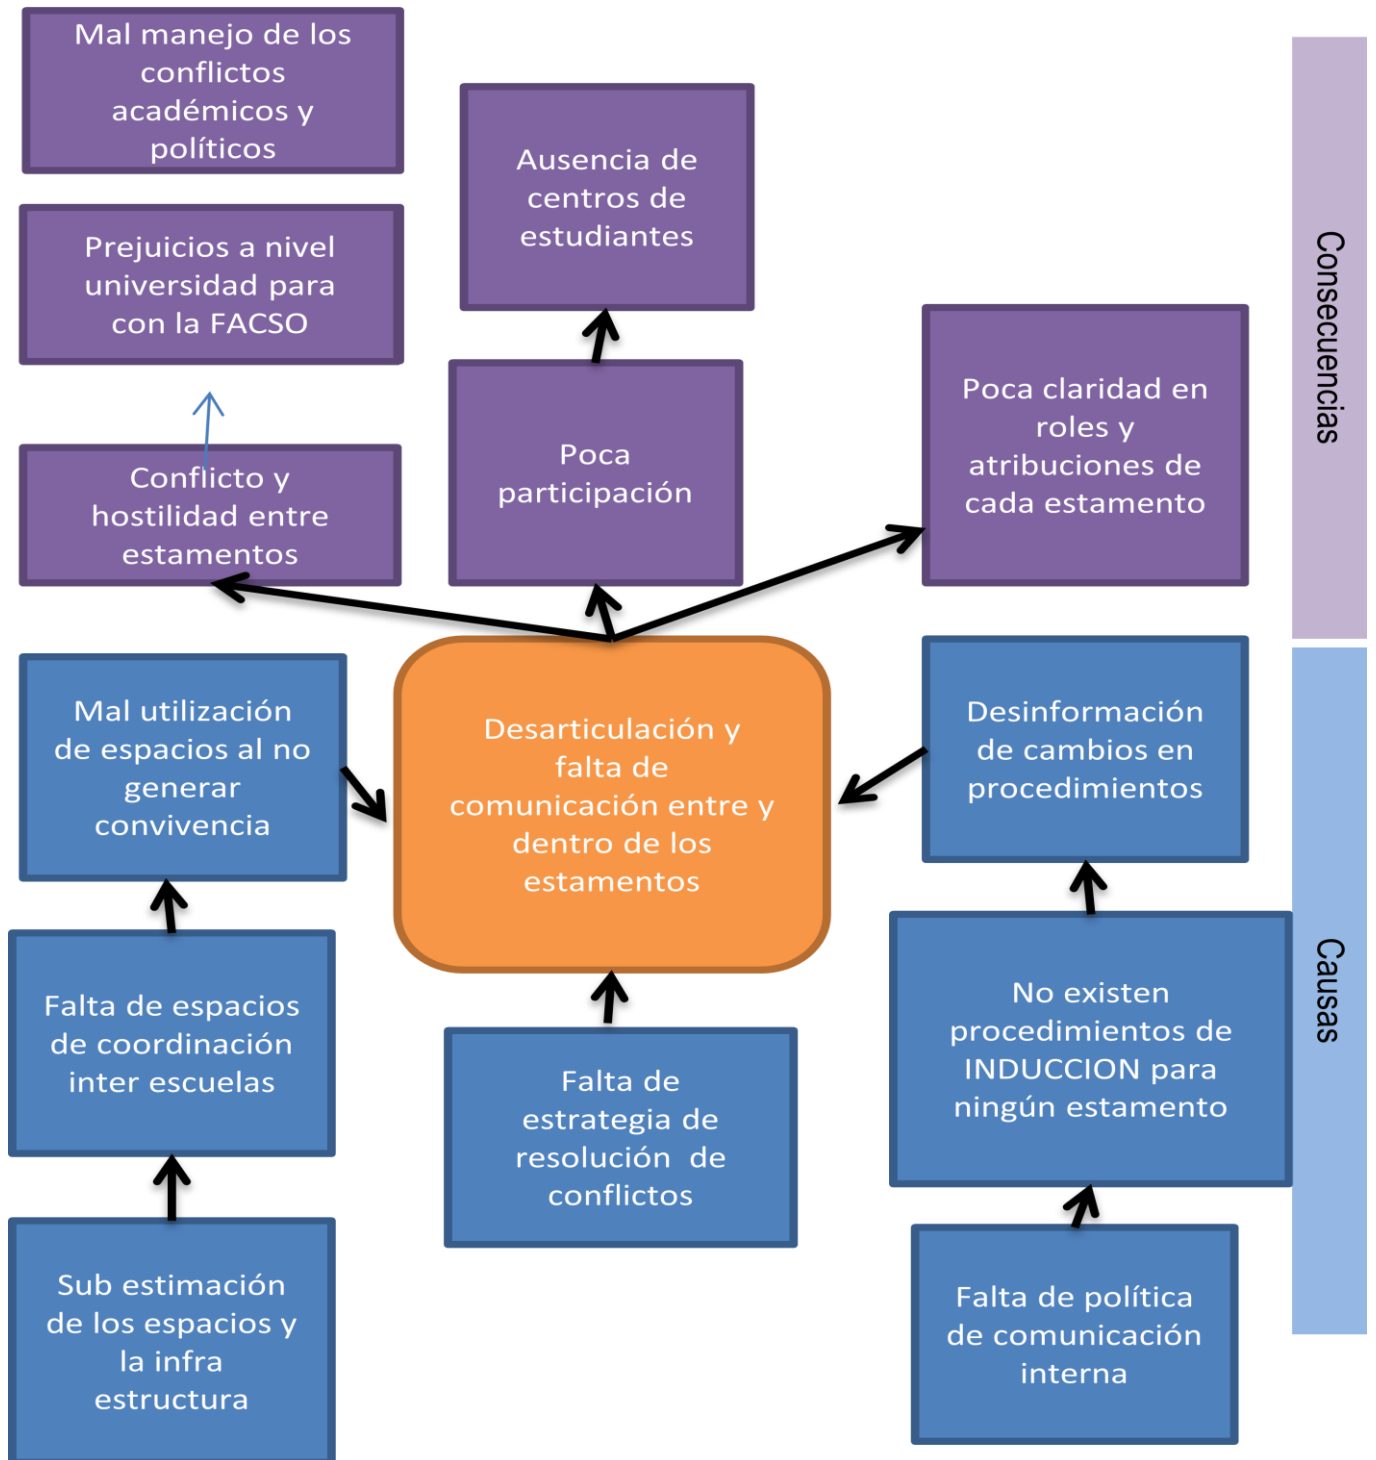 Mal manejo de los
conflictos
académicos y
políticos
Prejuicios a nivel
universidad para
con la FACSO
Conflicto y
hostilidad entre
estamentos
Ausencia de
centros de
estudiantes
Poca
participación
Poca claridad en
roles y
atribuciones de
cada estamento
Consecuencias
Mal utilización
de espacios al no
generar
convivencia
Falta de espacios
de coordinación
inter escuelas
Sub estimación
de los espacios y
la infra
estructura
Desarticulación y
falta de
comunicación entre y
dentro de los
estamentos
Falta de
estrategia de
resolución de
conflictos
Desinformación
de cambios en
procedimientos
No existen
procedimientos de
INDUCCION para
ningún estamento
Falta de política
de comunicación
interna
Causas